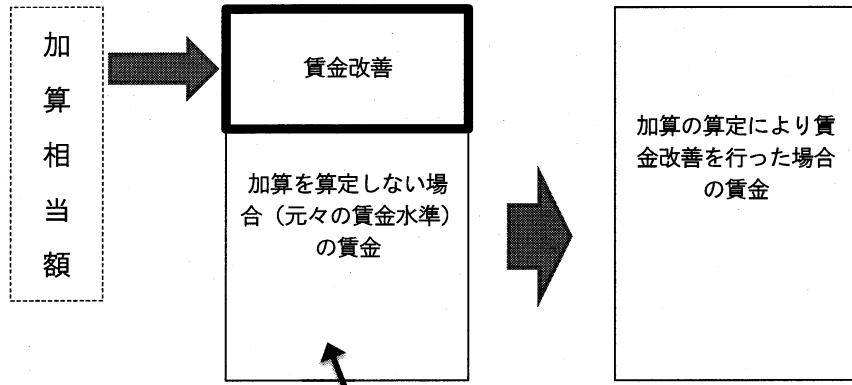 加算相当額
賃金改善
加算を算定しない場
合（元々の賃金水準）
の賃金
加算の算定により賃
金改善を行った場合
の賃金